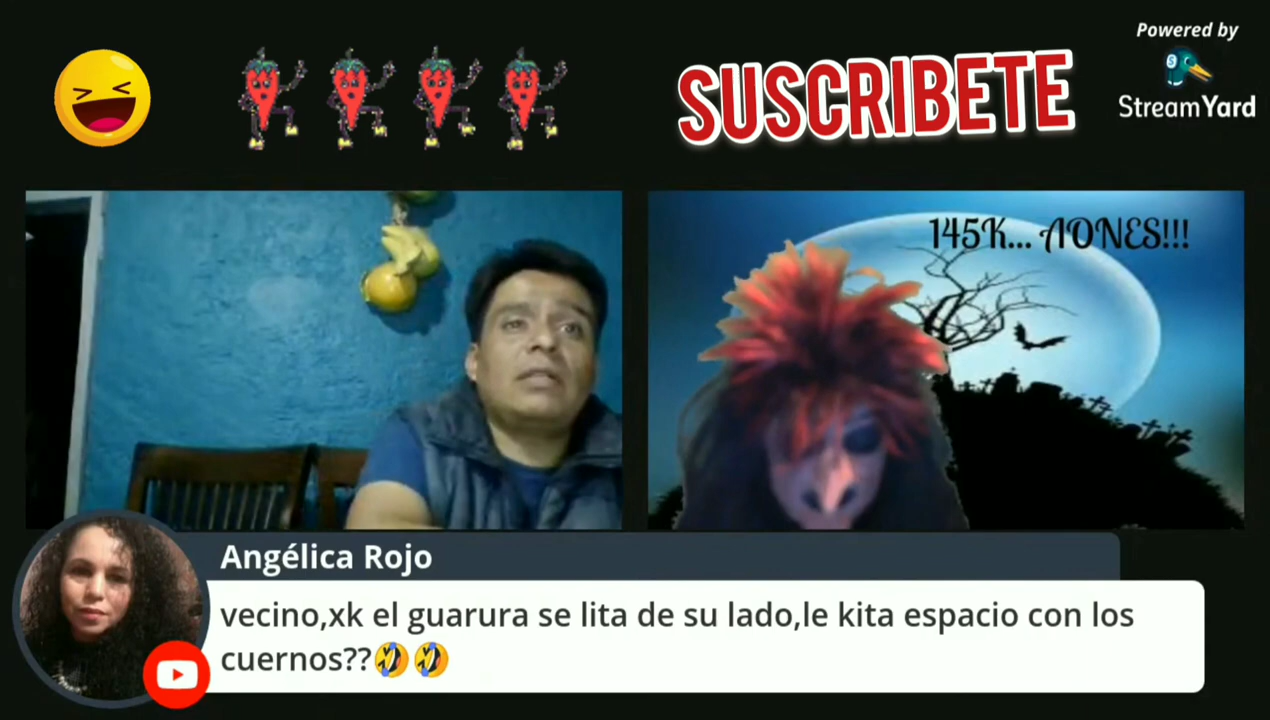 Powered by
StreamYard
SUSCRIBETE
145K... AONES!!!
Angélica Rojo
vecino,xk el guarura se lita de su lado,le kita espacio con los
cuernos??🤣🤣